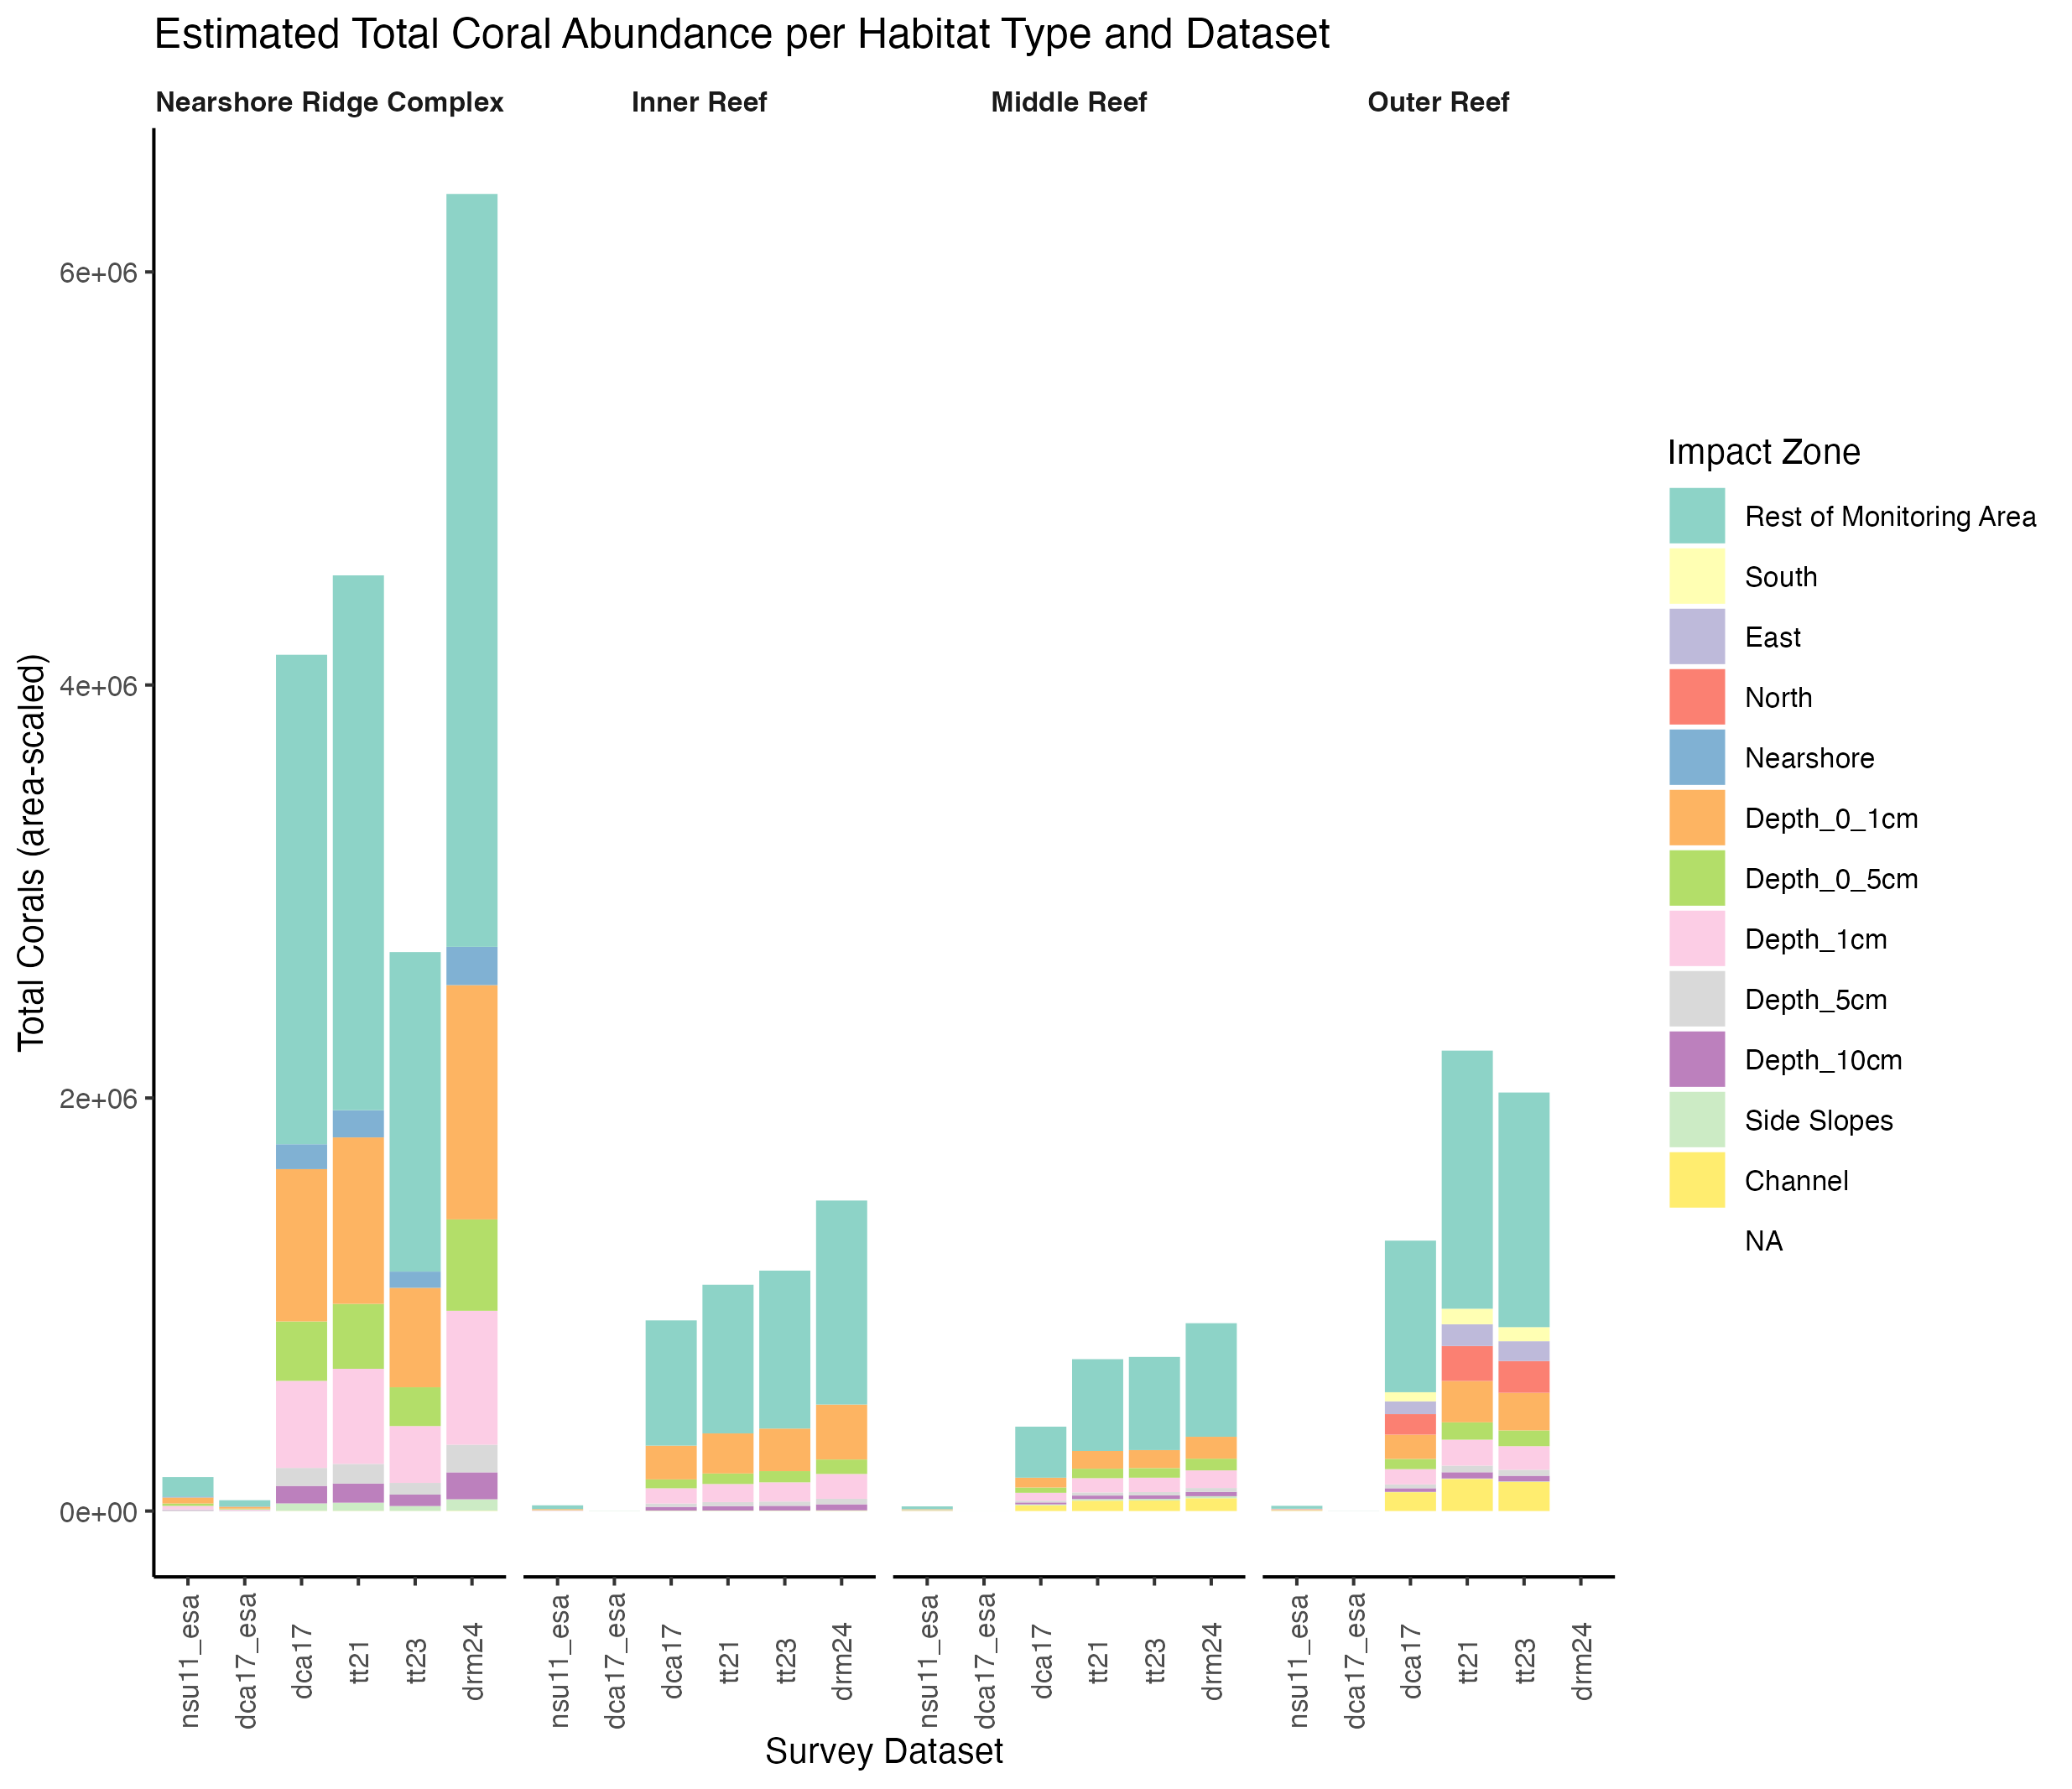 Estimated Total Coral Abundance per Habitat Type and Dataset
Nearshore Ridge Complex
Inner Reef
Middle Reef
Outer Reef
Total Corals (area-scaled)
6e+06
4e+06
2e+06
0e+00
nsu11_esa
dca17_esa
dca17
tt21
tt23
drm24
nsu11_esa
dca17_esa
dca17
tt21
tt23
drm24
nsu11_esa
dca17_esa
dca17
tt21
tt23
drm24
nsu11_esa
dca17_esa
dca17
tt21
tt23
drm24
Survey Dataset
Impact Zone
Rest of Monitoring Area
South
East
North
Nearshore
Depth_0_1cm
Depth_0_5cm
Depth_1cm
Depth_5cm
Depth_10cm
Side Slopes
Channel
NA